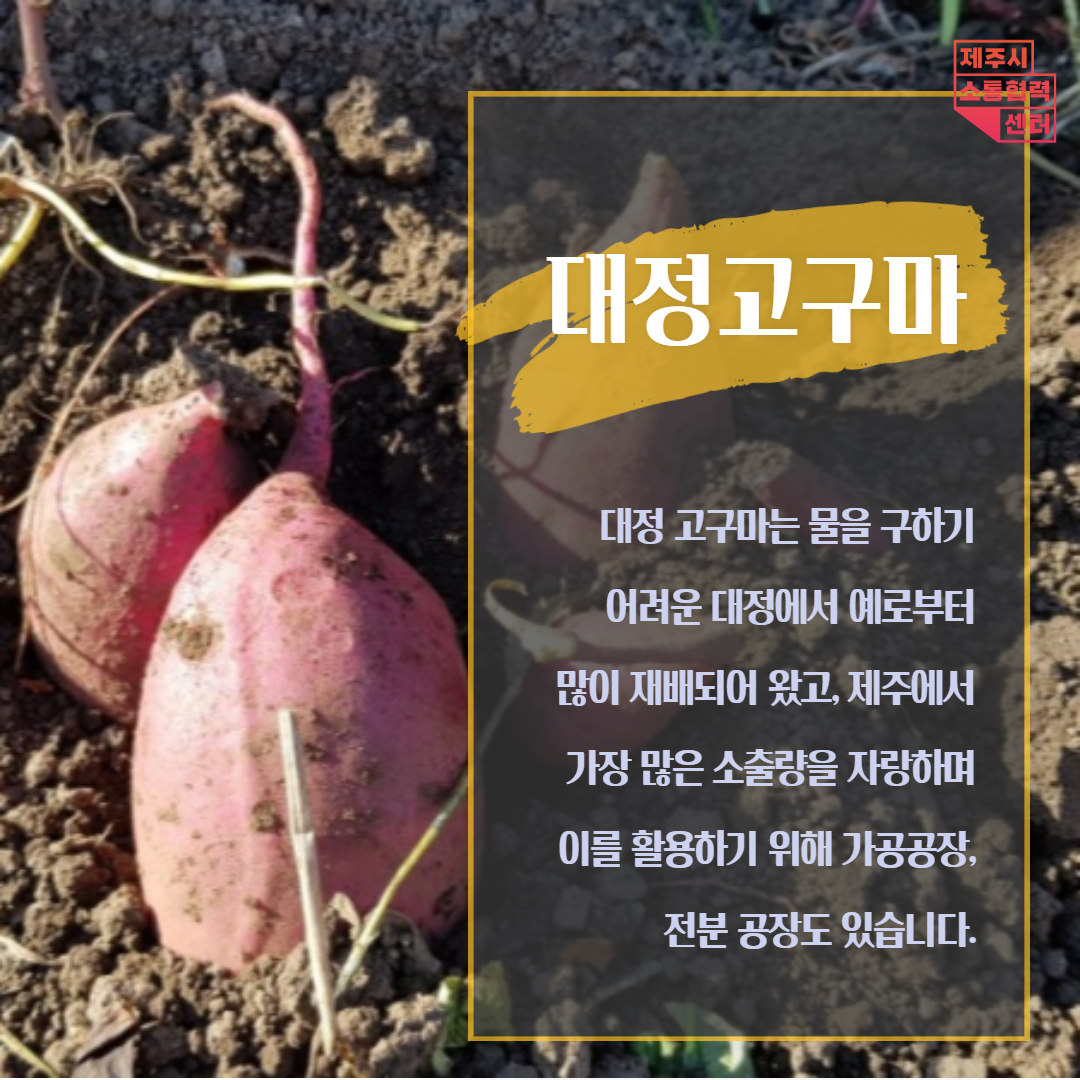 제주시
소통협력
센터
대정고구마
대정 고구마는 물을 구하기
어려운 대정에서 예로부터
많이 재배되어 왔고, 제주에서
가장 많은 소출량을 자랑하며
이를 활용하기 위해 가공공장,
전분 공장도 있습니다.